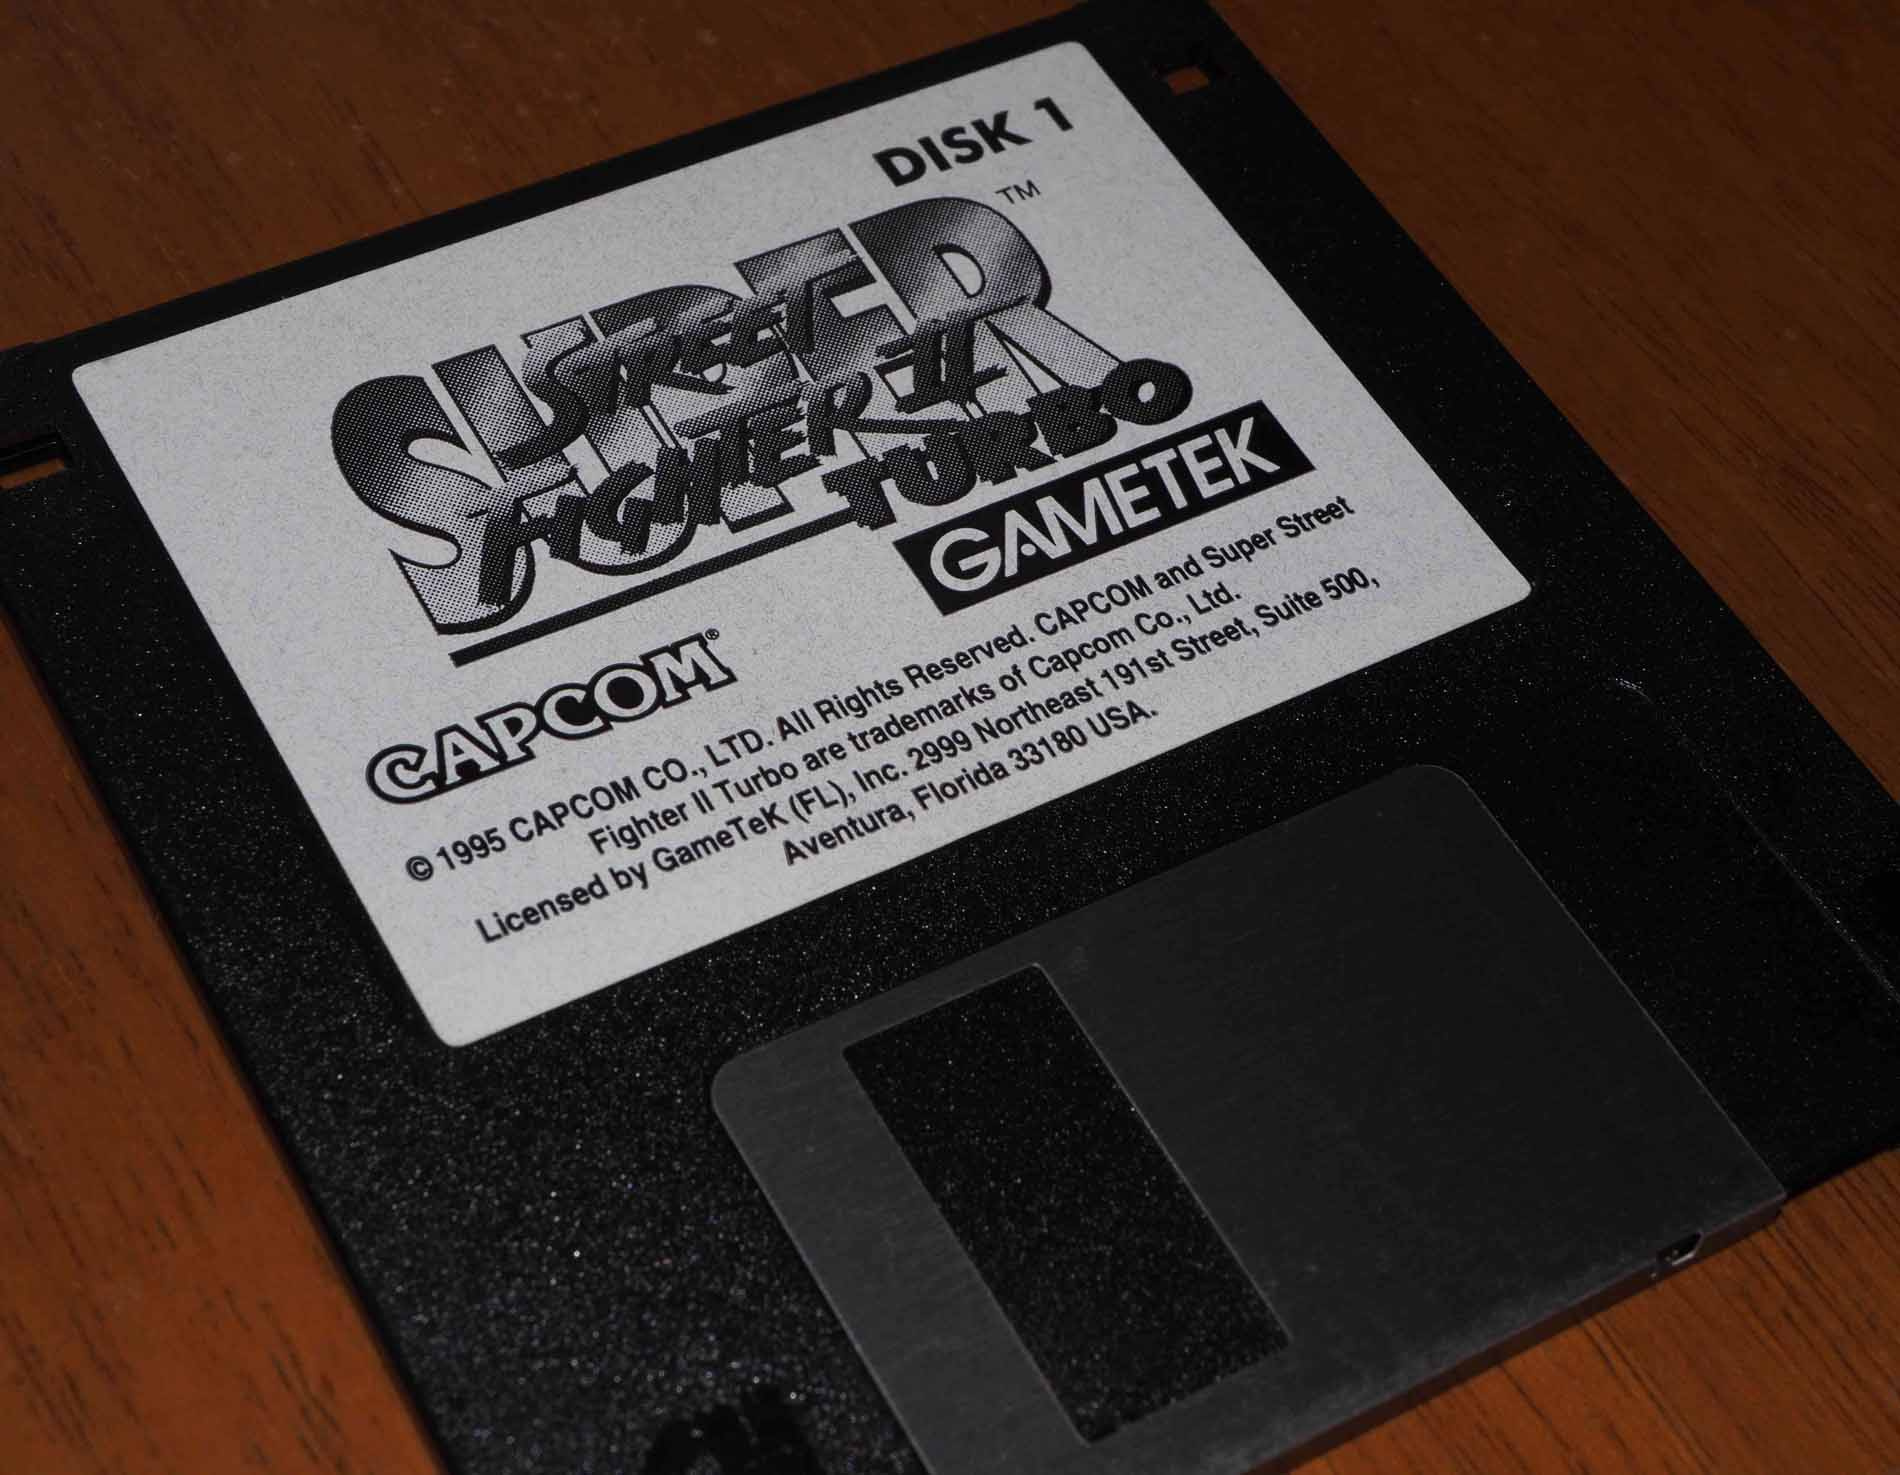 DISK 1
SUPER
STREET
FIGHTER II
TURBO
™
GAMETEK
CAPCOM®
© 1995 CAPCOM CO., LTD. All Rights Reserved. CAPCOM and Super Street
Fighter II Turbo are trademarks of Capcom Co., Ltd.
Licensed by GameTeK (FL), Inc. 2999 Northeast 191st Street, Suite 500,
Aventura, Florida 33180 USA.